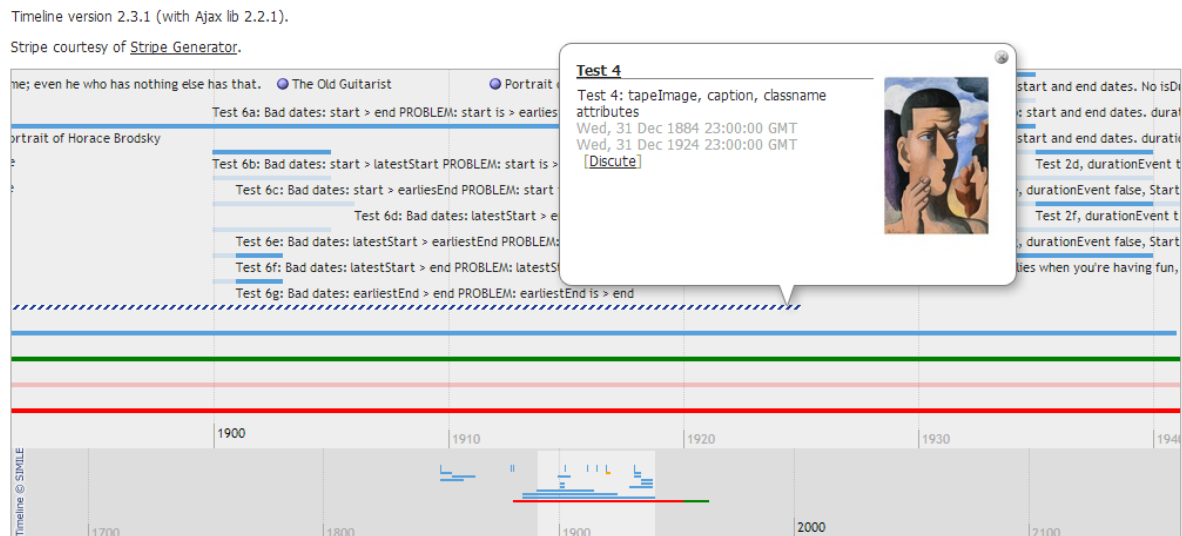 Timeline version 2.3.1 (with Ajax lib 2.2.1).
Stripe courtesy of Stripe Generator.
me; even he who has nothing else has that.
The Old Guitarist
Portrait
Test 6a: Bad dates: start > end PROBLEM: start is > earlies
ortrait of Horace Brodsky
Test 6b: Bad dates: start > latestStart PROBLEM: start is >
Test 6c: Bad dates: start > earliesEnd PROBLEM: start
Test 6d: Bad dates: latestStart > e
Test 6e: Bad dates: latestStart > earliestEnd PROBLEM:
Test 6f: Bad dates: latestStart > end PROBLEM: latestSt
Test 6g: Bad dates: earliestEnd > end PROBLEM: earliestEnd is > end
Test 4
Test 4: tapeImage, caption, classname
attributes
Wed, 31 Dec 1884 23:00:00 GMT
Wed, 31 Dec 1924 23:00:00 GMT
[Discute]
start and end dates. No isDu
: start and end dates. durat
start and end dates. duratio
Test 2d, durationEvent t
, durationEvent false, Start
Test 2f, durationEvent t
, durationEvent false, Start
lies when you're having fun,
1900
1910
1920
1930
1940
Timeline © SIMILE
1700
1800
1900
2000
2100